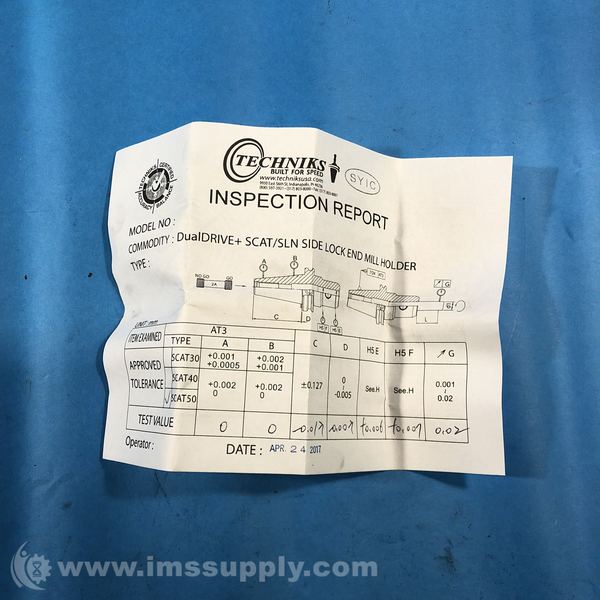 TECHNIKS
BUILT FOR SPEED
www.techniksusa.com
SYIC
INSPECTION REPORT
MODEL NO :
COMMODITY : DualDRIVE+ SCAT/SLN SIDE LOCK END MILL HOLDER
TYPE :
NO GO GO
2A
A B G
C D L
H5 E H5 F
UNIT: mm
ITEM EXAMINED TYPE AT3 A B C D H5 E H5 F G
APPROVED TOLERANCE
SCAT30 +0.001 +0.0005 +0.002 +0.001
SCAT40 +0.002 0 +0.002 0 ±0.127 0 -0.005 See.H See.H 0.001 ~ 0.02
√ SCAT50
TEST VALUE 0 0 0.02
Operator :
DATE : APR. 24 2017
www.imssupply.com